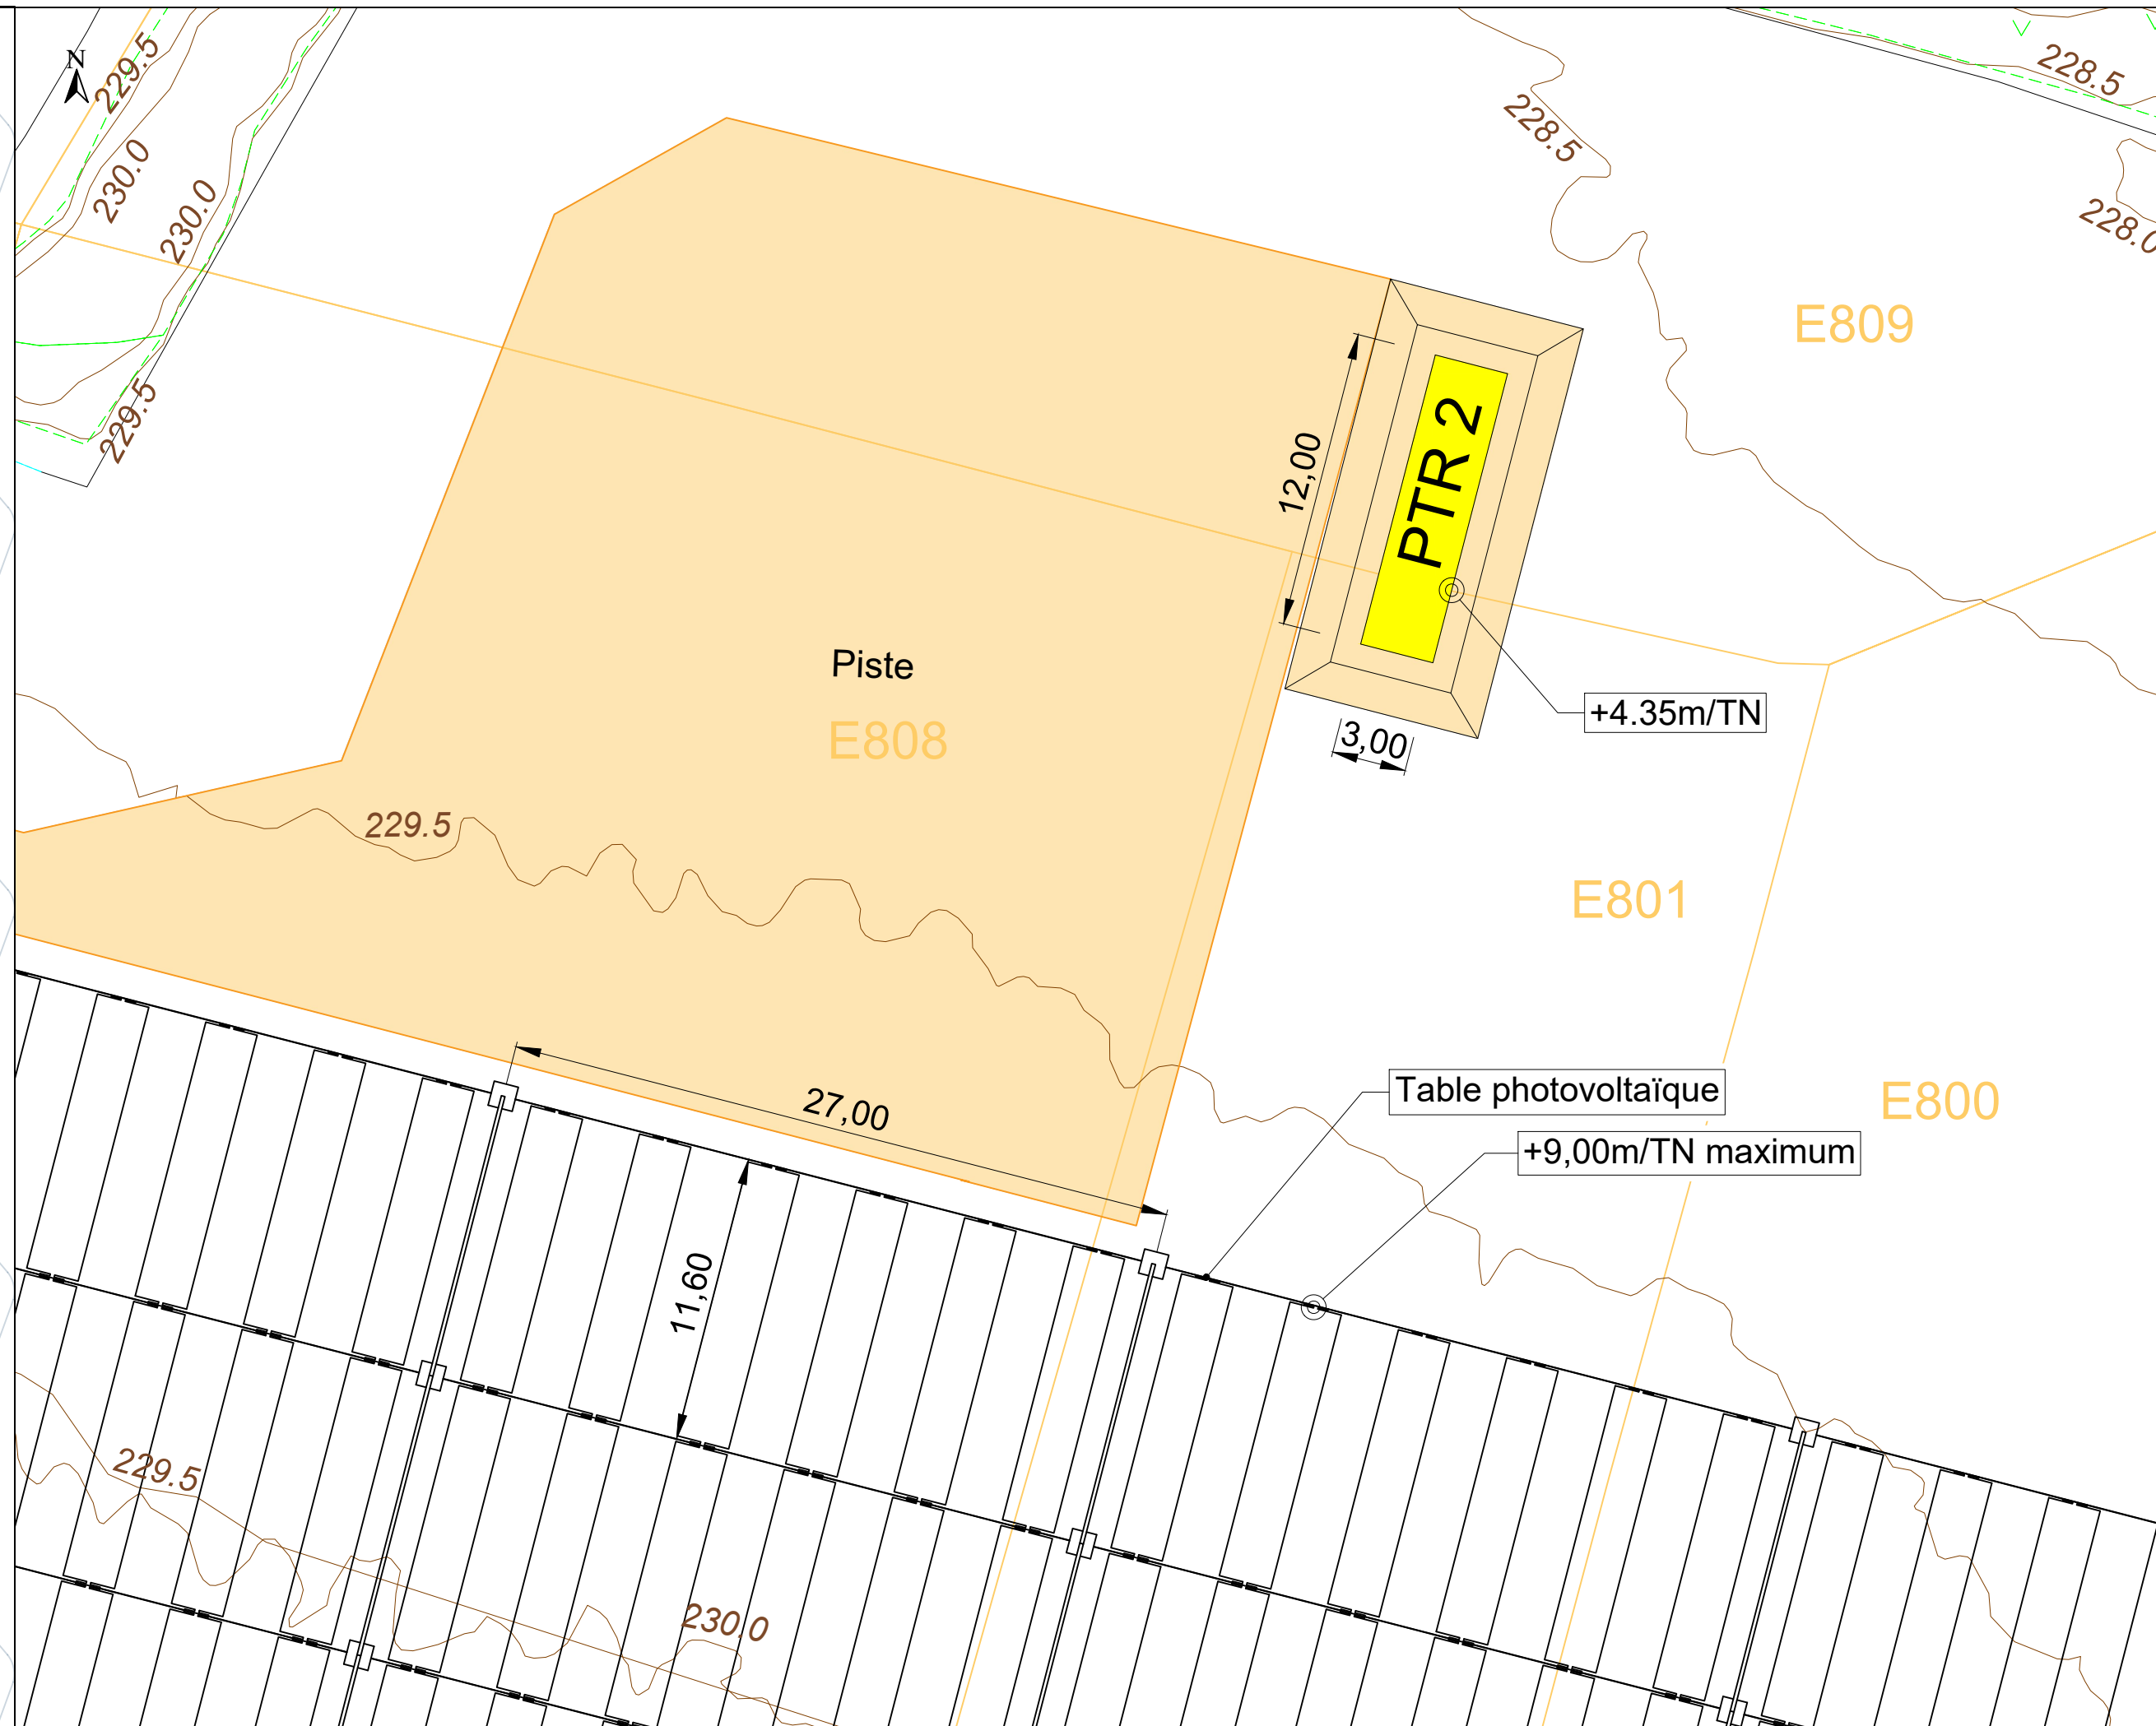 N
229.5
228.5
228.5
230.0
230.0
228.0
E809
229.5
12,00
PTR 2
Piste
E808
+4.35m/TN
3,00
229.5
E801
Table photovoltaïque
E800
27,00
+9,00m/TN maximum
11,60
229.5
230.0